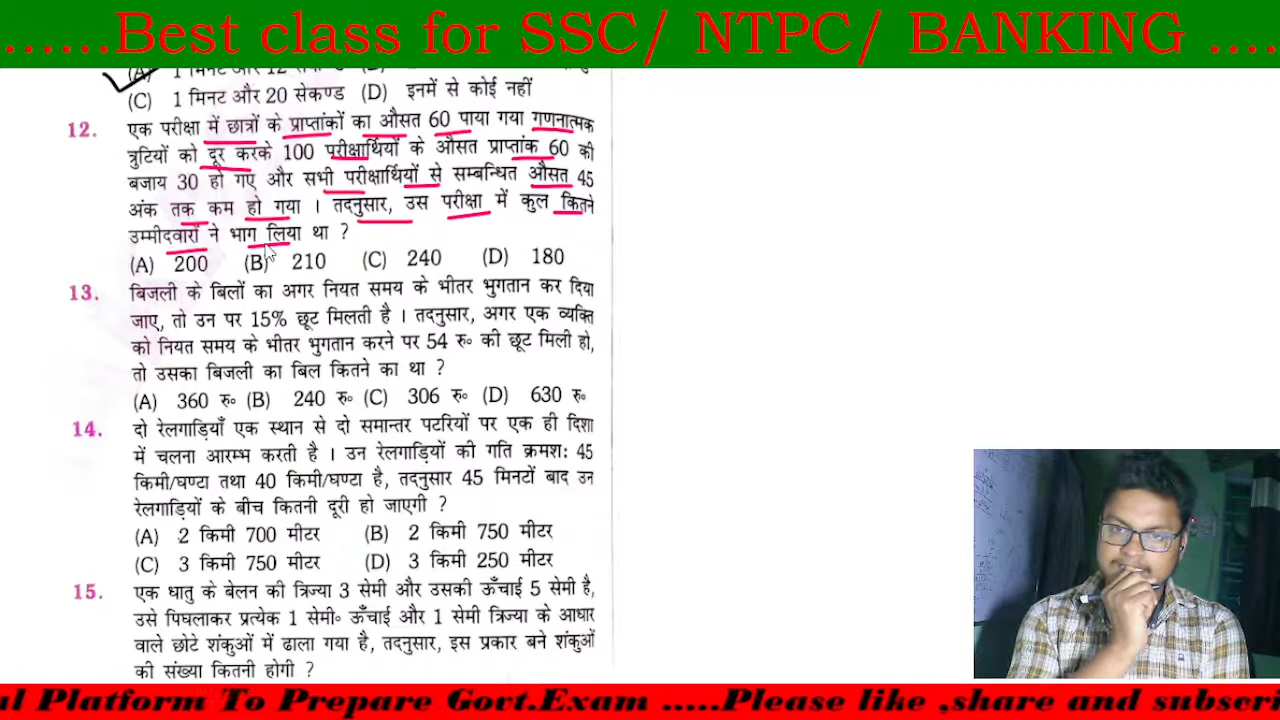 ......Best class for SSC/ NTPC/ BANKING ....
(A) 1 मिनट और 12
(C) 1 मिनट और 20 सेकण्ड (D) इनमें से कोई नहीं
12. एक परीक्षा में छात्रों के प्राप्तांकों का औसत 60 पाया गया गणनात्मक
त्रुटियों को दूर करके 100 परीक्षार्थियों के औसत प्राप्तांक 60 की
बजाय 30 हो गए और सभी परीक्षार्थियों से सम्बन्धित औसत 45
अंक तक कम हो गया । तदनुसार, उस परीक्षा में कुल कितने
उम्मीदवारों ने भाग लिया था ?
(A) 200 (B) 210 (C) 240 (D) 180
13. बिजली के बिलों का अगर नियत समय के भीतर भुगतान कर दिया
जाए, तो उन पर 15% छूट मिलती है । तदनुसार, अगर एक व्यक्ति
को नियत समय के भीतर भुगतान करने पर 54 रु॰ की छूट मिली हो,
तो उसका बिजली का बिल कितने का था ?
(A) 360 रु॰ (B) 240 रु॰ (C) 306 रु॰ (D) 630 रु॰
14. दो रेलगाड़ियाँ एक स्थान से दो समान्तर पटरियों पर एक ही दिशा
में चलना आरम्भ करती है । उन रेलगाड़ियों की गति क्रमशः 45
किमी/घण्टा तथा 40 किमी/घण्टा है, तदनुसार 45 मिनटों बाद उन
रेलगाड़ियों के बीच कितनी दूरी हो जाएगी ?
(A) 2 किमी 700 मीटर (B) 2 किमी 750 मीटर
(C) 3 किमी 750 मीटर (D) 3 किमी 250 मीटर
15. एक धातु के बेलन की त्रिज्या 3 सेमी और उसकी ऊँचाई 5 सेमी है,
उसे पिघलाकर प्रत्येक 1 सेमी॰ ऊँचाई और 1 सेमी त्रिज्या के आधार
वाले छोटे शंकुओं में ढाला गया है, तदनुसार, इस प्रकार बने शंकुओं
की संख्या कितनी होगी ?
l Platform To Prepare Govt.Exam .....Please like ,share and subscri